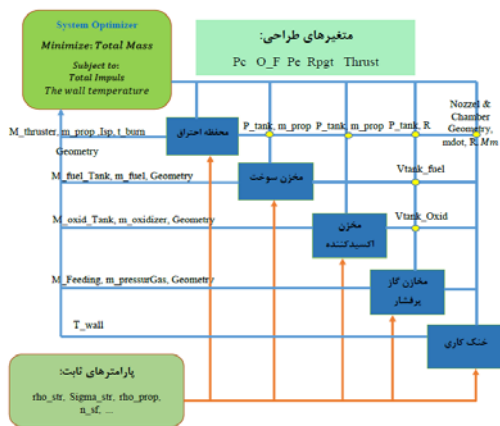 System Optimizer
Minimize: Total Mass
Subject to:
Total Impuls
The wall temperature
متغیرهای طراحی:
Pc O_F Pe Rpgt Thrust
M_thruster, m_prop ,Isp, t_burn
Geometry
محفظه احتراق
P_tank, m_prop
P_tank, m_prop
P_tank, R
Nozzel &
Chamber
Geometry,
mdot, R, Mm
M_fuel_Tank, m_fuel, Geometry
مخزن سوخت
Vtank_fuel
M_oxid_Tank, m_oxidizer, Geometry
مخزن
اکسیدکننده
Vtank_Oxid
M_Feeding, m_pressurGas, Geometry
مخازن گاز
پرفشار
T_wall
خنک کاری
پارامترهای ثابت:
rho_str, Sigma_str, rho_prop,
n_sf, ...